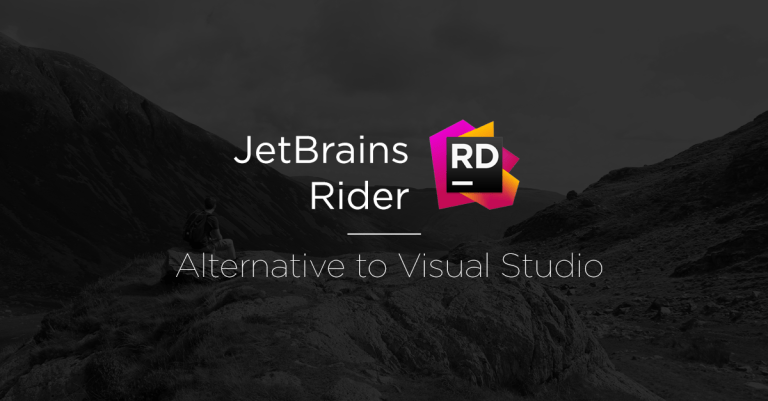 JetBrains
Rider
RD
Alternative to Visual Studio